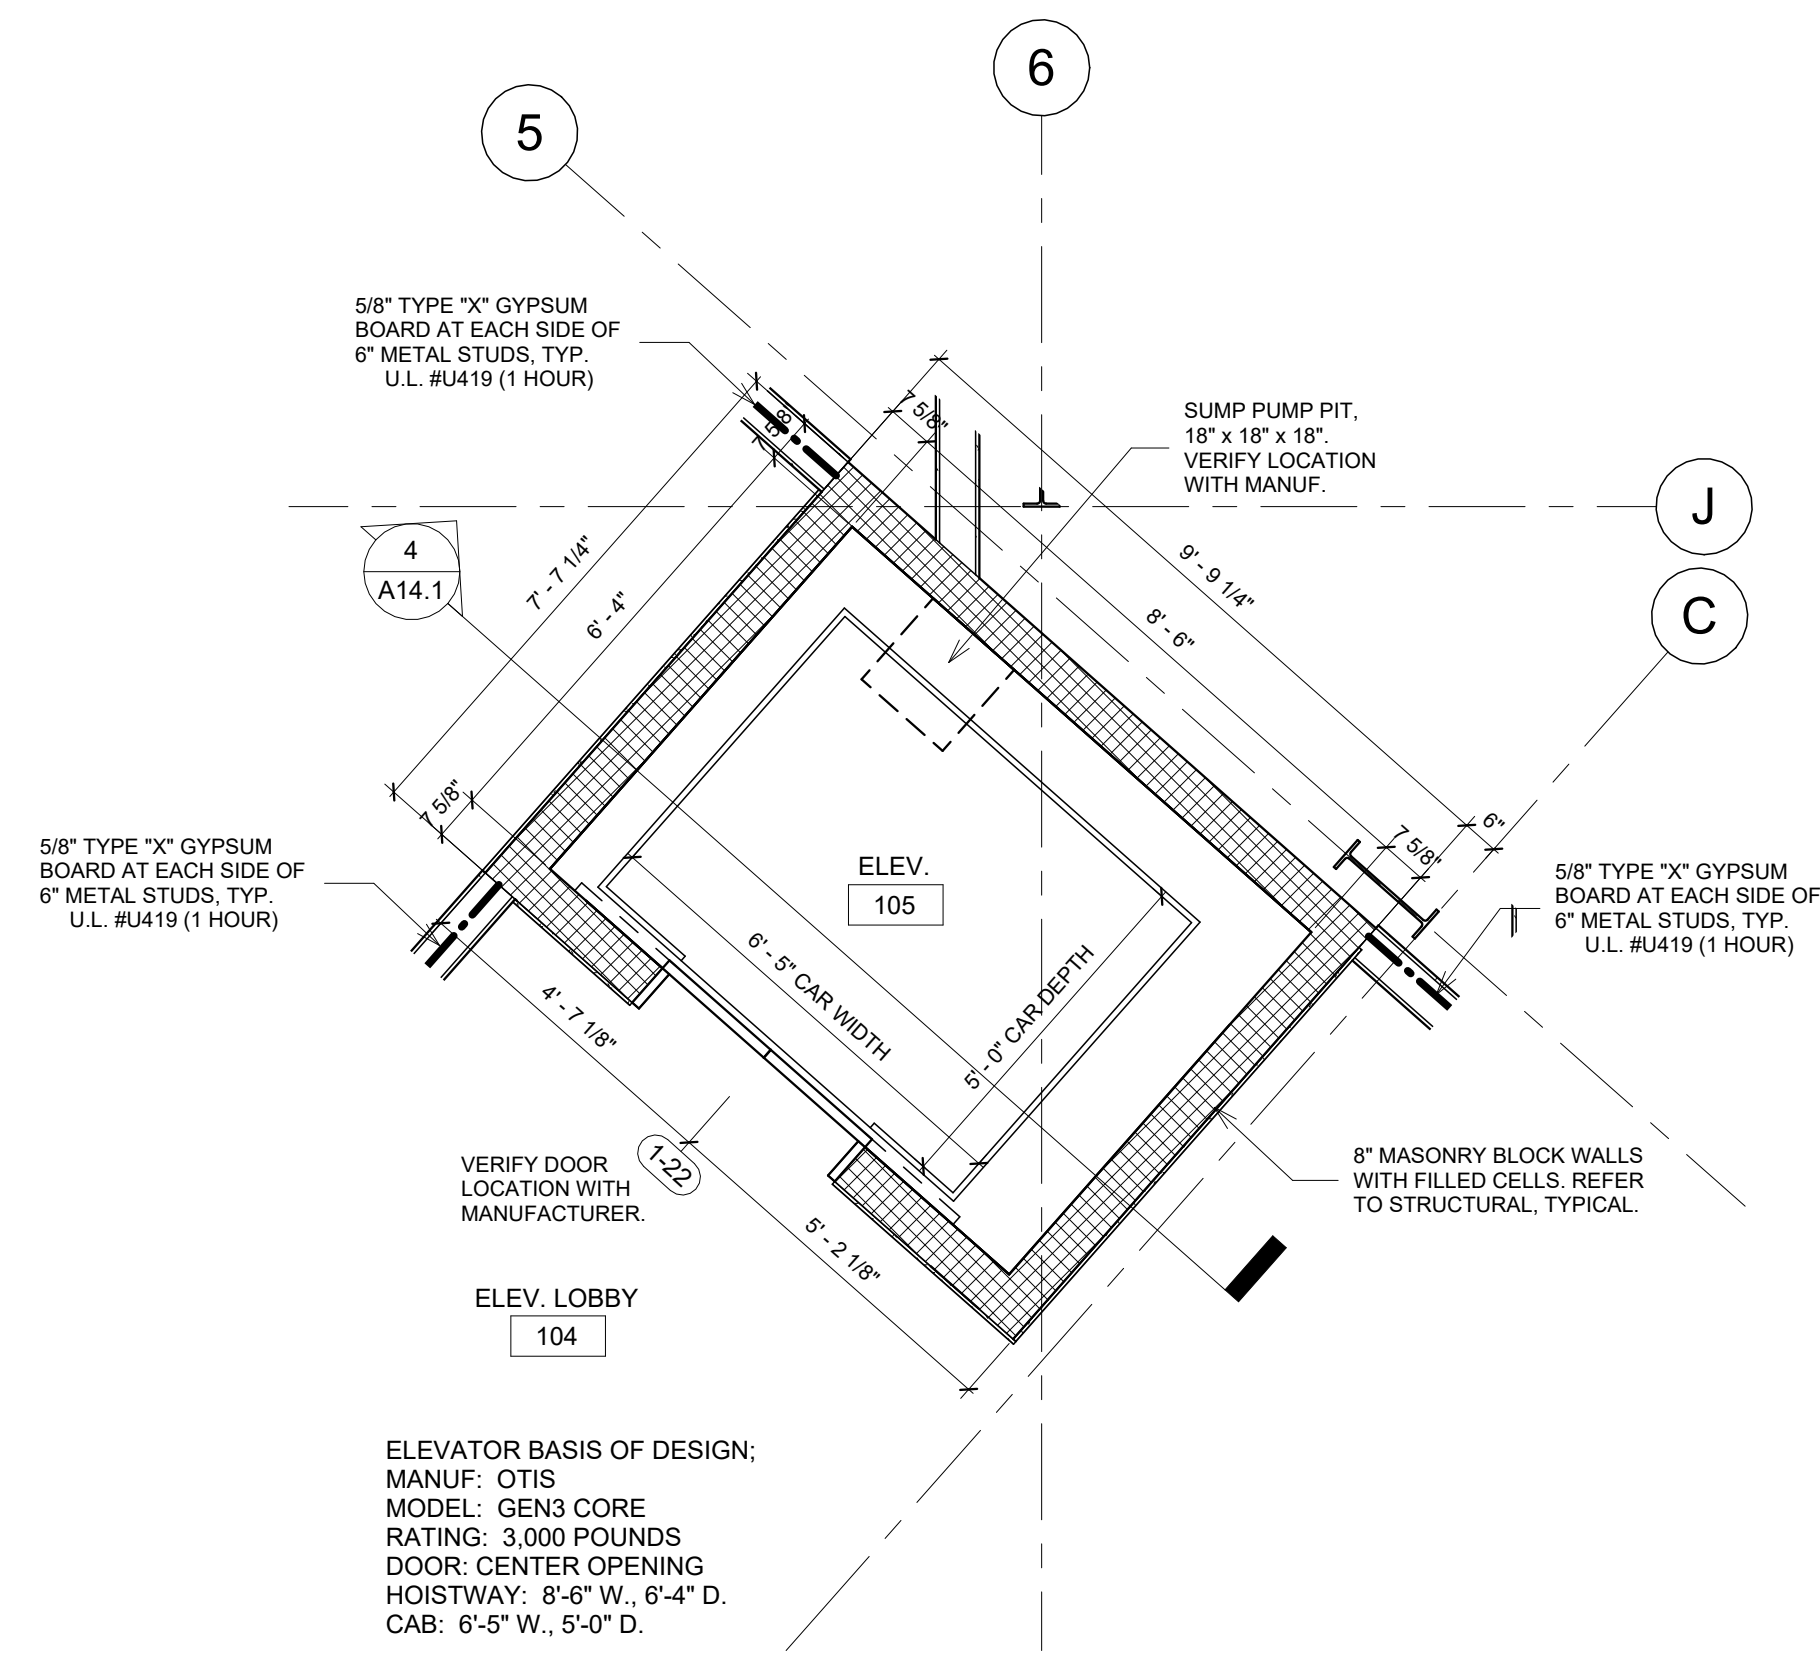 6
5
5/8" TYPE "X" GYPSUM
BOARD AT EACH SIDE OF
6" METAL STUDS, TYP.
U.L. #U419 (1 HOUR)
7 5/8"
5/8
SUMP PUMP PIT,
18" x 18" x 18".
VERIFY LOCATION
WITH MANUF.
J
C
4
A14.1
7' - 7 1/4"
6' - 4"
9' - 9 1/4"
8' - 6"
7 5/8"
5/8" TYPE "X" GYPSUM
BOARD AT EACH SIDE OF
6" METAL STUDS, TYP.
U.L. #U419 (1 HOUR)
ELEV.
105
7 5/8"
6"
5/8" TYPE "X" GYPSUM
BOARD AT EACH SIDE OF
6" METAL STUDS, TYP.
U.L. #U419 (1 HOUR)
6' - 5" CAR WIDTH
5' - 0" CAR DEPTH
4' - 7 1/8"
1-22
VERIFY DOOR
LOCATION WITH
MANUFACTURER.
5' - 2 1/8"
8" MASONRY BLOCK WALLS
WITH FILLED CELLS. REFER
TO STRUCTURAL, TYPICAL.
ELEV. LOBBY
104
ELEVATOR BASIS OF DESIGN;
MANUF: OTIS
MODEL: GEN3 CORE
RATING: 3,000 POUNDS
DOOR: CENTER OPENING
HOISTWAY: 8'-6" W., 6'-4" D.
CAB: 6'-5" W., 5'-0" D.